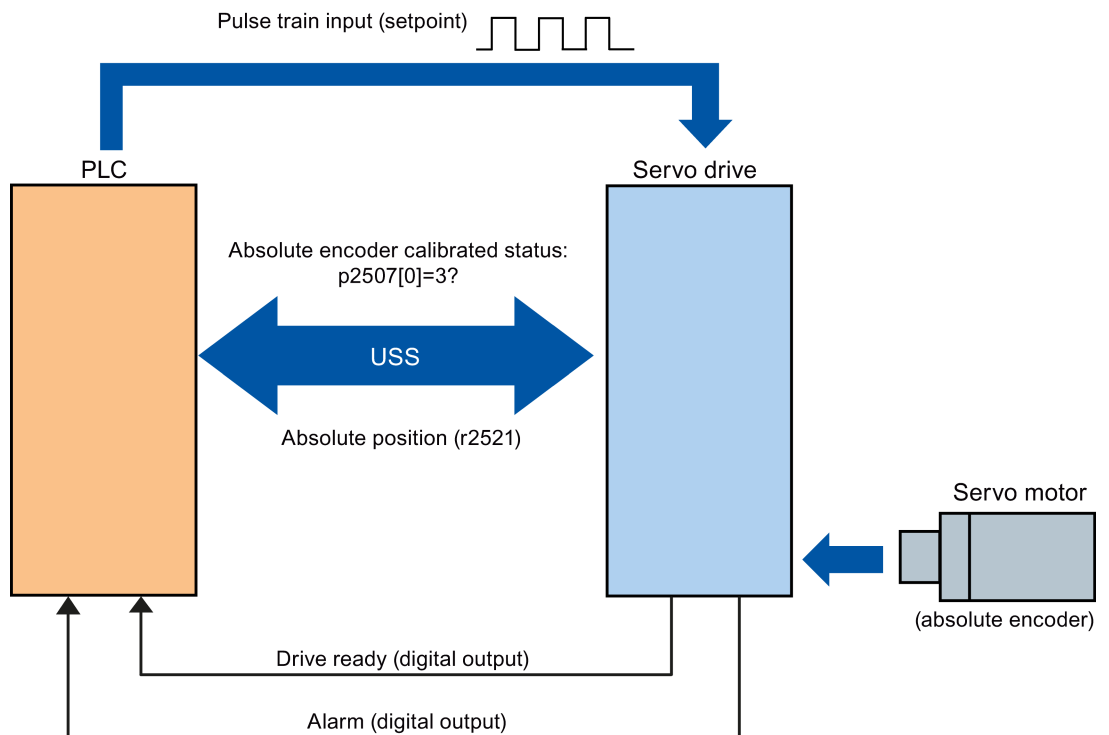 Pulse train input (setpoint)
PLC
Servo drive
Absolute encoder calibrated status:
p2507[0]=3?
USS
Absolute position (r2521)
Servo motor
(absolute encoder)
Drive ready (digital output)
Alarm (digital output)